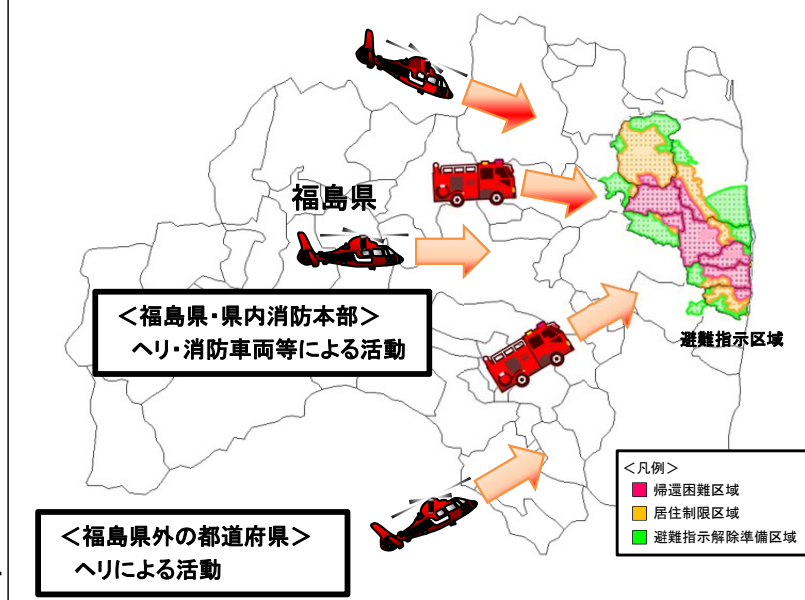 福島県
＜福島県・県内消防本部＞
ヘリ・消防車両等による活動
避難指示区域
＜凡例＞
帰還困難区域
居住制限区域
避難指示解除準備区域
＜福島県外の都道府県＞
ヘリによる活動